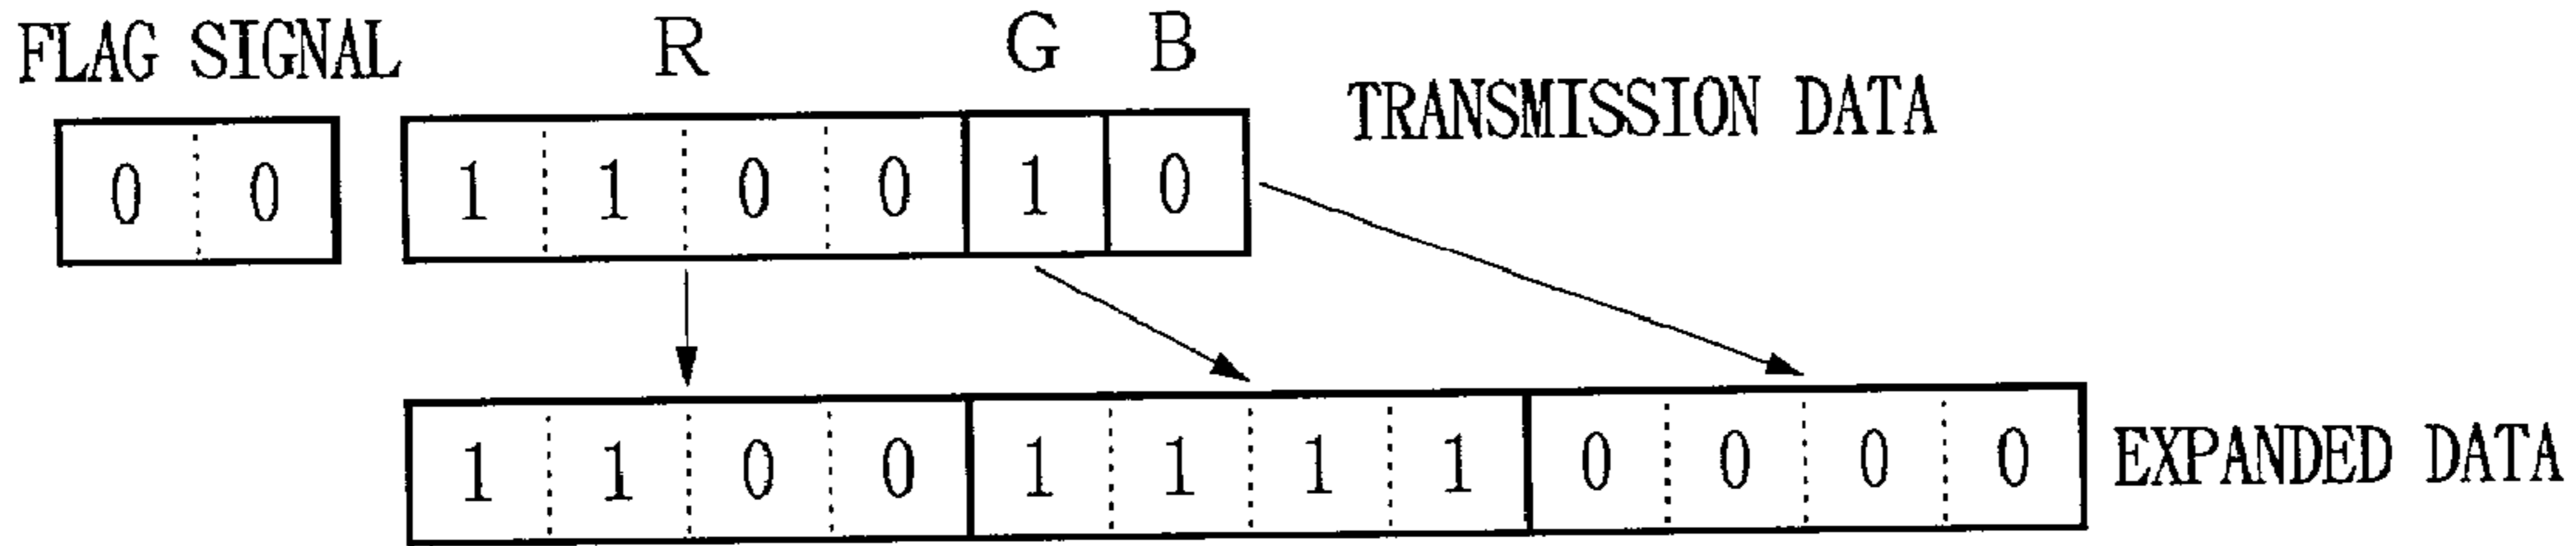 FLAG SIGNAL R G B
TRANSMISSION DATA
0 0 1 1 0 0 1 0
1 1 0 0 1 1 1 1 0 0 0 0
EXPANDED DATA